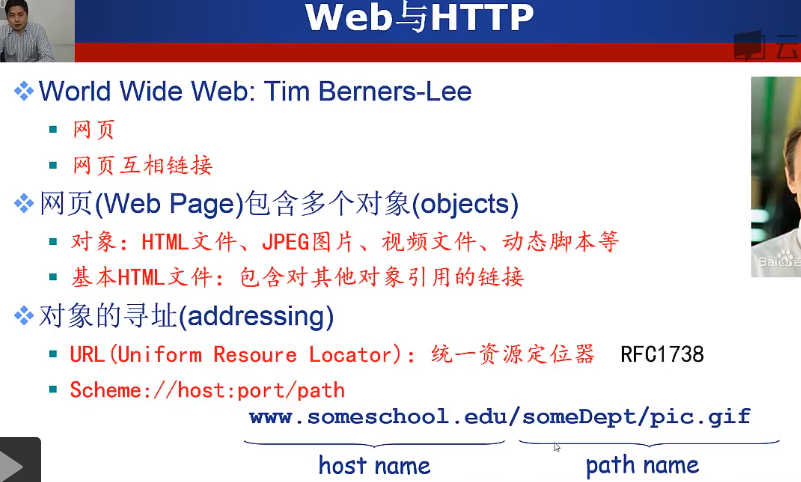 Web与HTTP
云
World Wide Web: Tim Berners-Lee
网页
网页互相链接
网页(Web Page)包含多个对象(objects)
对象：HTML文件、JPEG图片、视频文件、动态脚本等
基本HTML文件：包含对其他对象引用的链接
Bai
百科
对象的寻址(addressing)
URL(Uniform Resoure Locator)：统一资源定位器 RFC1738
Scheme://host:port/path
www.someschool.edu/someDept/pic.gif
host name
path name